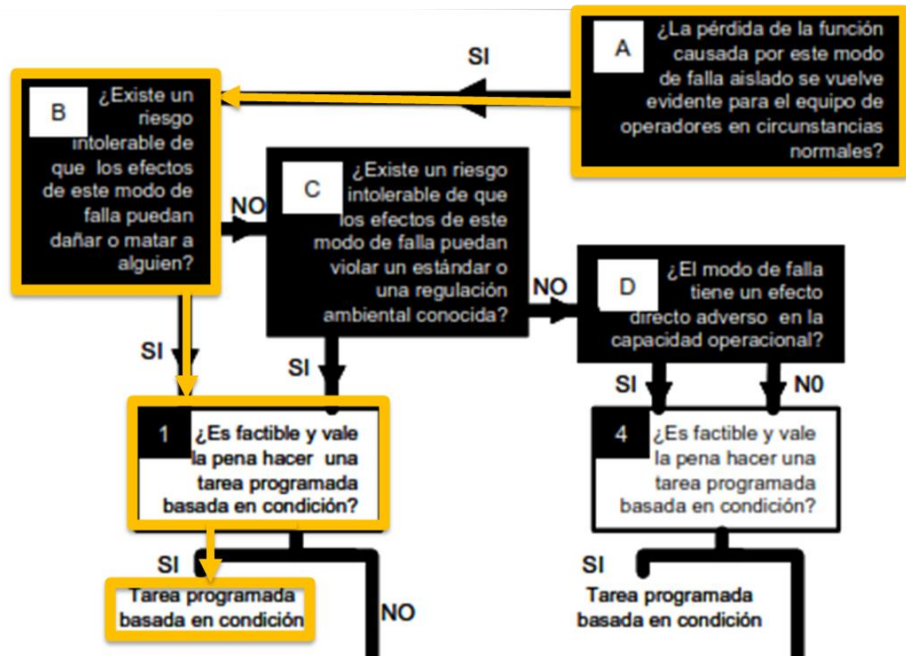 A
¿La pérdida de la función
causada por este modo
de falla aislado se vuelve
evidente para el equipo de
operadores en circunstancias
normales?
SI
B
¿Existe un
riesgo
intolerable de
que los efectos
de este modo de
falla puedan
dañar o matar a
alguien?
NO
C
¿Existe un riesgo
intolerable de que
los efectos de este
modo de falla puedan
violar un estándar o
una regulación
ambiental conocida?
NO
D
¿El modo de falla
tiene un efecto
directo adverso en la
capacidad operacional?
SI
SI
SI
N0
1
¿Es factible y vale
la pena hacer una
tarea programada
basada en condición?
4
¿Es factible y vale
la pena hacer una
tarea programada
basada en condición?
SI
Tarea programada
basada en condición
NO
SI
Tarea programada
basada en condición